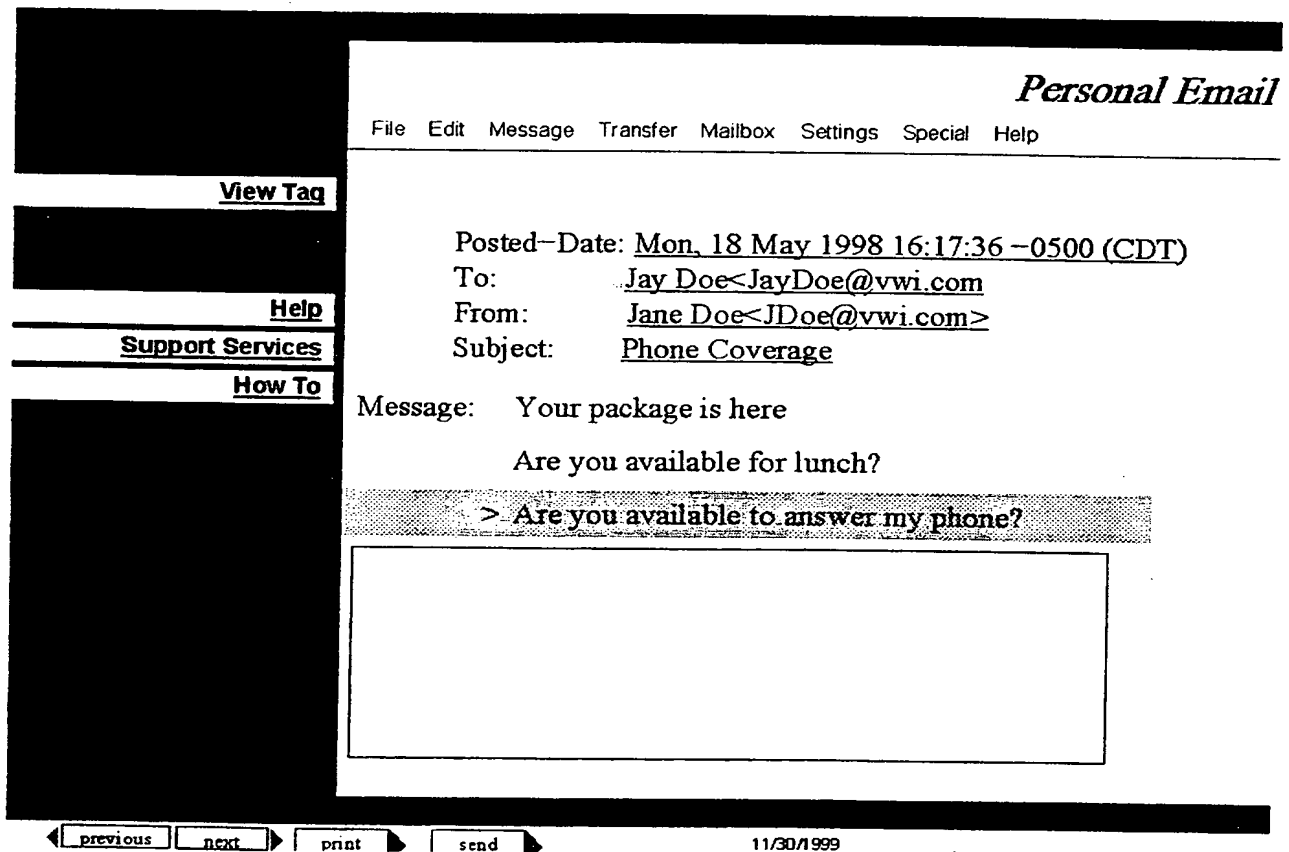 Personal Email
File Edit Message Transfer Mailbox Settings Special Help
View Tag
Posted-Date: Mon, 18 May 1998 16:17:36 -0500 (CDT)
To: Jay Doe<JayDoe@vwi.com
Help
From: Jane Doe<JDoe@vwi.com>
Support Services
Subject: Phone Coverage
How To
Message: Your package is here
Are you available for lunch?
> Are you available to answer my phone?
previous next print send 11/30/1999